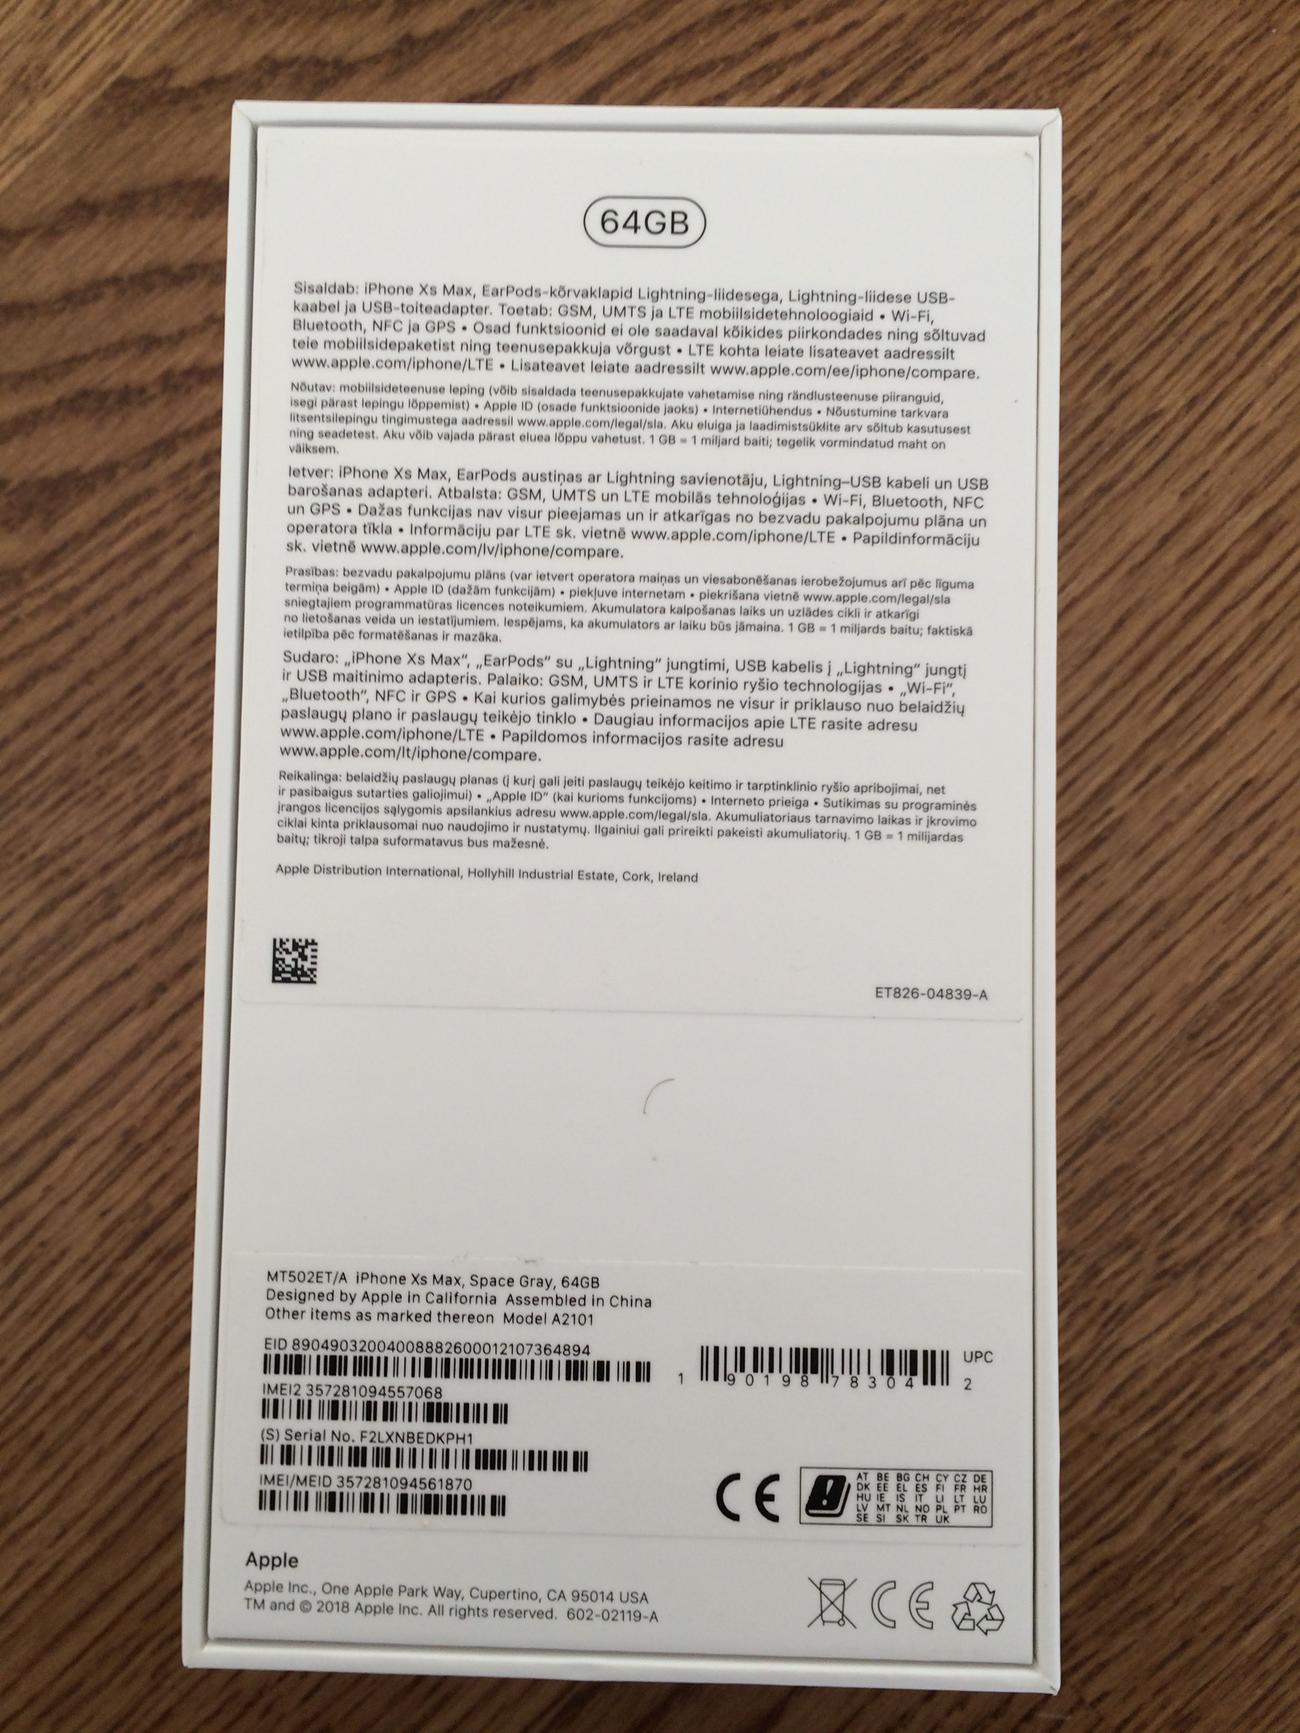 64GB
Sisaldab: iPhone Xs Max, EarPods-kõrvaklapid Lightning-liidesega, Lightning-liidese USB-
kaabel ja USB-toiteadapter. Toetab: GSM, UMTS ja LTE mobiilsidetehnoloogiaid • Wi-Fi,
Bluetooth, NFC ja GPS • Osad funktsioonid ei ole saadaval kõikides piirkondades ning sõltuvad
teie mobiilsidepaketist ning teenusepakkuja võrgust • LTE kohta leiate lisateavet aadressilt
www.apple.com/iphone/LTE • Lisateavet leiate aadressilt www.apple.com/ee/iphone/compare.
Nõutav: mobiilsideteenuse leping (võib sisaldada teenusepakkujate vahetamise ning rändlusteenuse piiranguid,
isegi pärast lepingu lõppemist) • Apple ID (osade funktsioonide jaoks) • Internetiühendus • Nõustumine tarkvara
litsentsilepingu tingimustega aadressil www.apple.com/legal/sla. Aku eluiga ja laadimistsüklite arv sõltub kasutusest
ning seadetest. Aku võib vajada pärast eluea lõppu vahetust. 1 GB = 1 miljard baiti; tegelik vormindatud maht on
väiksem.
Ietver: iPhone Xs Max, EarPods austiņas ar Lightning savienotāju, Lightning–USB kabeli un USB
barošanas adapteri. Atbalsta: GSM, UMTS un LTE mobilās tehnoloģijas • Wi-Fi, Bluetooth, NFC
un GPS • Dažas funkcijas nav visur pieejamas un ir atkarīgas no bezvadu pakalpojumu plāna un
operatora tīkla • Informāciju par LTE sk. vietnē www.apple.com/iphone/LTE • Papildinformāciju
sk. vietnē www.apple.com/lv/iphone/compare.
Prasības: bezvadu pakalpojumu plāns (var ietvert operatora maiņas un viesabonēšanas ierobežojumus arī pēc līguma
termiņa beigām) • Apple ID (dažām funkcijām) • piekļuve internetam • piekrišana vietnē www.apple.com/legal/sla
sniegtajiem programmatūras licences noteikumiem. Akumulatora kalpošanas laiks un uzlādes cikli ir atkarīgi
no lietošanas veida un iestatījumiem. Iespējams, ka akumulators ar laiku būs jāmaina. 1 GB = 1 miljards baitu; faktiskā
ietilpība pēc formatēšanas ir mazāka.
Sudaro: „iPhone Xs Max“, „EarPods“ su „Lightning“ jungtimi, USB kabelis į „Lightning“ jungtį
ir USB maitinimo adapteris. Palaiko: GSM, UMTS ir LTE korinio ryšio technologijas • „Wi-Fi“,
„Bluetooth“, NFC ir GPS • Kai kurios galimybės prieinamos ne visur ir priklauso nuo belaidžių
paslaugų plano ir paslaugų teikėjo tinklo • Daugiau informacijos apie LTE rasite adresu
www.apple.com/iphone/LTE • Papildomos informacijos rasite adresu
www.apple.com/lt/iphone/compare.
Reikalinga: belaidžių paslaugų planas (į kurį gali įeiti paslaugų teikėjo keitimo ir tarptinklinio ryšio apribojimai, net
ir pasibaigus sutarties galiojimui) • „Apple ID“ (kai kurioms funkcijoms) • Interneto prieiga • Sutikimas su programinės
įrangos licencijos sąlygomis apsilankius adresu www.apple.com/legal/sla. Akumuliatoriaus tarnavimo laikas ir įkrovimo
ciklai kinta priklausomai nuo naudojimo ir nustatymų. Ilgainiui gali prireikti pakeisti akumuliatorių. 1 GB = 1 milijardas
baitų; tikroji talpa suformatavus bus mažesnė.
Apple Distribution International, Hollyhill Industrial Estate, Cork, Ireland
ET826-04839-A
MT502ET/A iPhone Xs Max, Space Gray, 64GB
Designed by Apple in California Assembled in China
Other items as marked thereon Model A2101
EID 89049032004008882600012107364894
UPC
1 90198 78304 2
IMEI2 357281094557068
(S) Serial No. F2LXNBEDKPH1
IMEI/MEID 357281094561870
CE
AT BE BG CH CY CZ DE
DK EE EL ES FI FR HR
HU IE IS IT LI LT LU
LV MT NL NO PL PT RO
SE SI SK TR UK
Apple
Apple Inc., One Apple Park Way, Cupertino, CA 95014 USA
TM and © 2018 Apple Inc. All rights reserved. 602-02119-A
CE